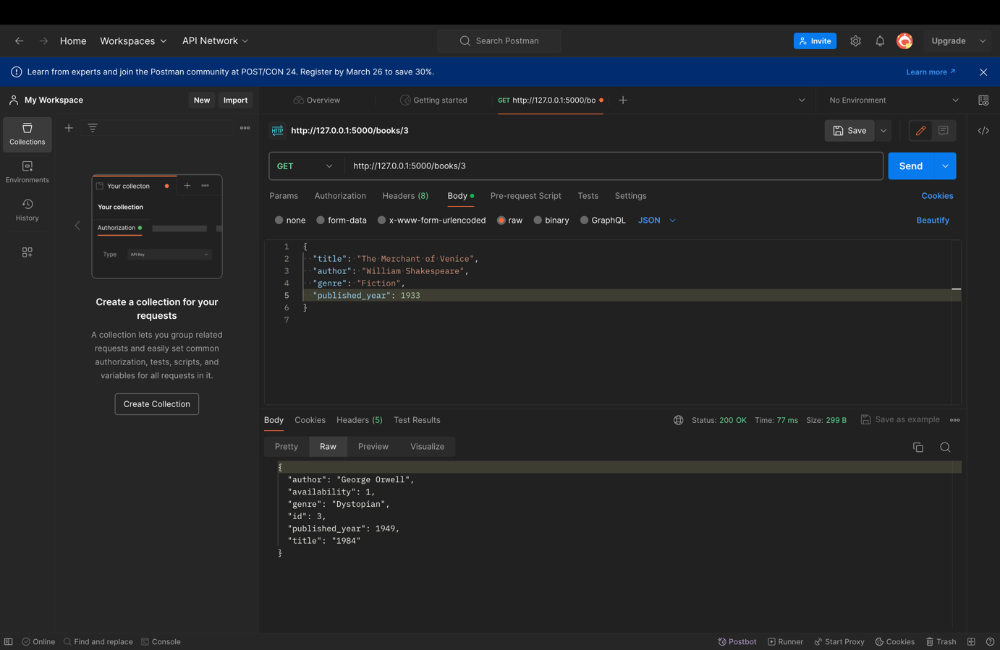 Home Workspaces API Network Search Postman Invite Upgrade
Learn from experts and join the Postman community at POST/CON 24. Register by March 26 to save 30%. Learn more
My Workspace New Import Overview Getting started GET http://127.0.0.1:5000/bo No Environment
Collections
Environments
History
Your collecton
Your collection
Authorization
Type API Key
Create a collection for your
requests
A collection lets you group related
requests and easily set common
authorization, tests, scripts, and
variables for all requests in it.
Create Collection
HTTP http://127.0.0.1:5000/books/3 Save
GET http://127.0.0.1:5000/books/3 Send
Params Authorization Headers (8) Body Pre-request Script Tests Settings Cookies
none form-data x-www-form-urlencoded raw binary GraphQL JSON Beautify
1 {
2 "title": "The Merchant of Venice",
3 "author": "William Shakespeare",
4 "genre": "Fiction",
5 "published_year": 1933
6 }
7
Body Cookies Headers (5) Test Results Status: 200 OK Time: 77 ms Size: 299 B Save as example
Pretty Raw Preview Visualize
{
"author": "George Orwell",
"availability": 1,
"genre": "Dystopian",
"id": 3,
"published_year": 1949,
"title": "1984"
}
Online Find and replace Console Postbot Runner Start Proxy Cookies Trash